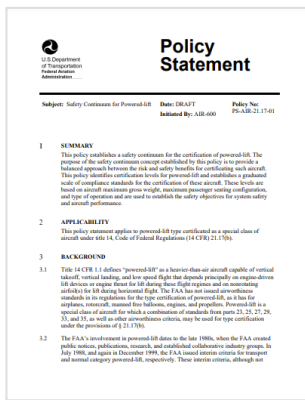 Policy
Statement
U.S. Department
of Transportation
Federal Aviation
Administration
Subject: Safety Continuum for Powered-lift
Date: DRAFT
Policy No:
PS-AIR-21.17-01
Initiated By: AIR-600
1 SUMMARY
This policy establishes a safety continuum for the certification of powered-lift. The
purpose of the safety continuum concept established by this policy is to provide a
balanced approach between the risk and safety benefits for certificating such aircraft.
This policy identifies certification levels for powered-lift and establishes a graduated
scale of compliance standards for the certification of these aircraft. These levels are
based on aircraft maximum gross weight, maximum passenger seating configuration,
and type of operation and are used to establish the safety objectives for system safety
and aircraft performance.
2 APPLICABILITY
This policy statement applies to powered-lift type certificated as a special class of
aircraft under title 14, Code of Federal Regulations (14 CFR) 21.17(b).
3 BACKGROUND
3.1 Title 14 CFR 1.1 defines “powered-lift” as a heavier-than-air aircraft capable of vertical
takeoff, vertical landing, and low speed flight that depends principally on engine-driven
lift devices or engine thrust for lift during these flight regimes and on nonrotating
airfoil(s) for lift during horizontal flight. The FAA has not issued airworthiness
standards in its regulations for the type certification of powered-lift, as it has for
airplanes, rotorcraft, manned free balloons, engines, and propellers. Powered-lift is a
special class of aircraft for which a combination of standards from parts 23, 25, 27, 29,
33, and 35, as well as other airworthiness criteria, may be used for type certification
under the provisions of § 21.17(b).
3.2 The FAA’s involvement in powered-lift dates to the late 1980s, when the FAA created
public notices, publications, research, and established collaborative industry groups. In
July 1988, and again in December 1999, the FAA issued interim criteria for transport
and normal category powered-lift, respectively. These interim criteria, although not